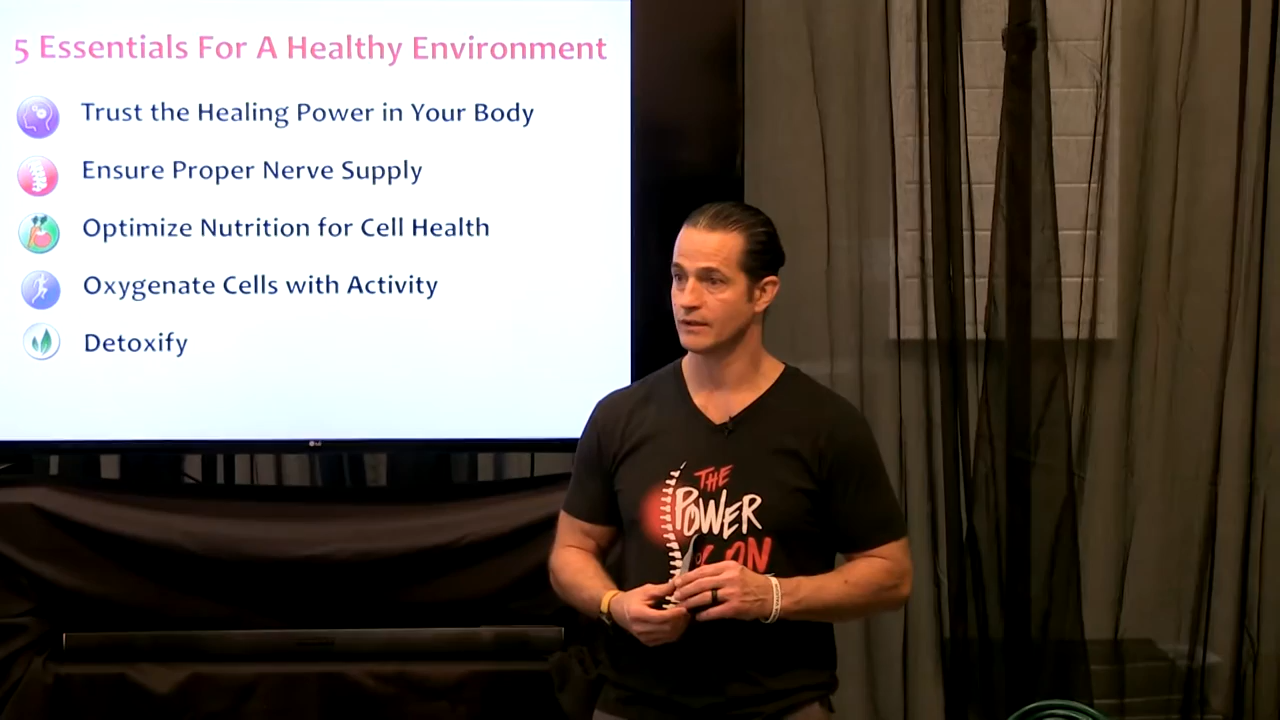 5 Essentials For A Healthy Environment
Trust the Healing Power in Your Body
Ensure Proper Nerve Supply
Optimize Nutrition for Cell Health
Oxygenate Cells with Activity
Detoxify
LG
THE
POWER
ON